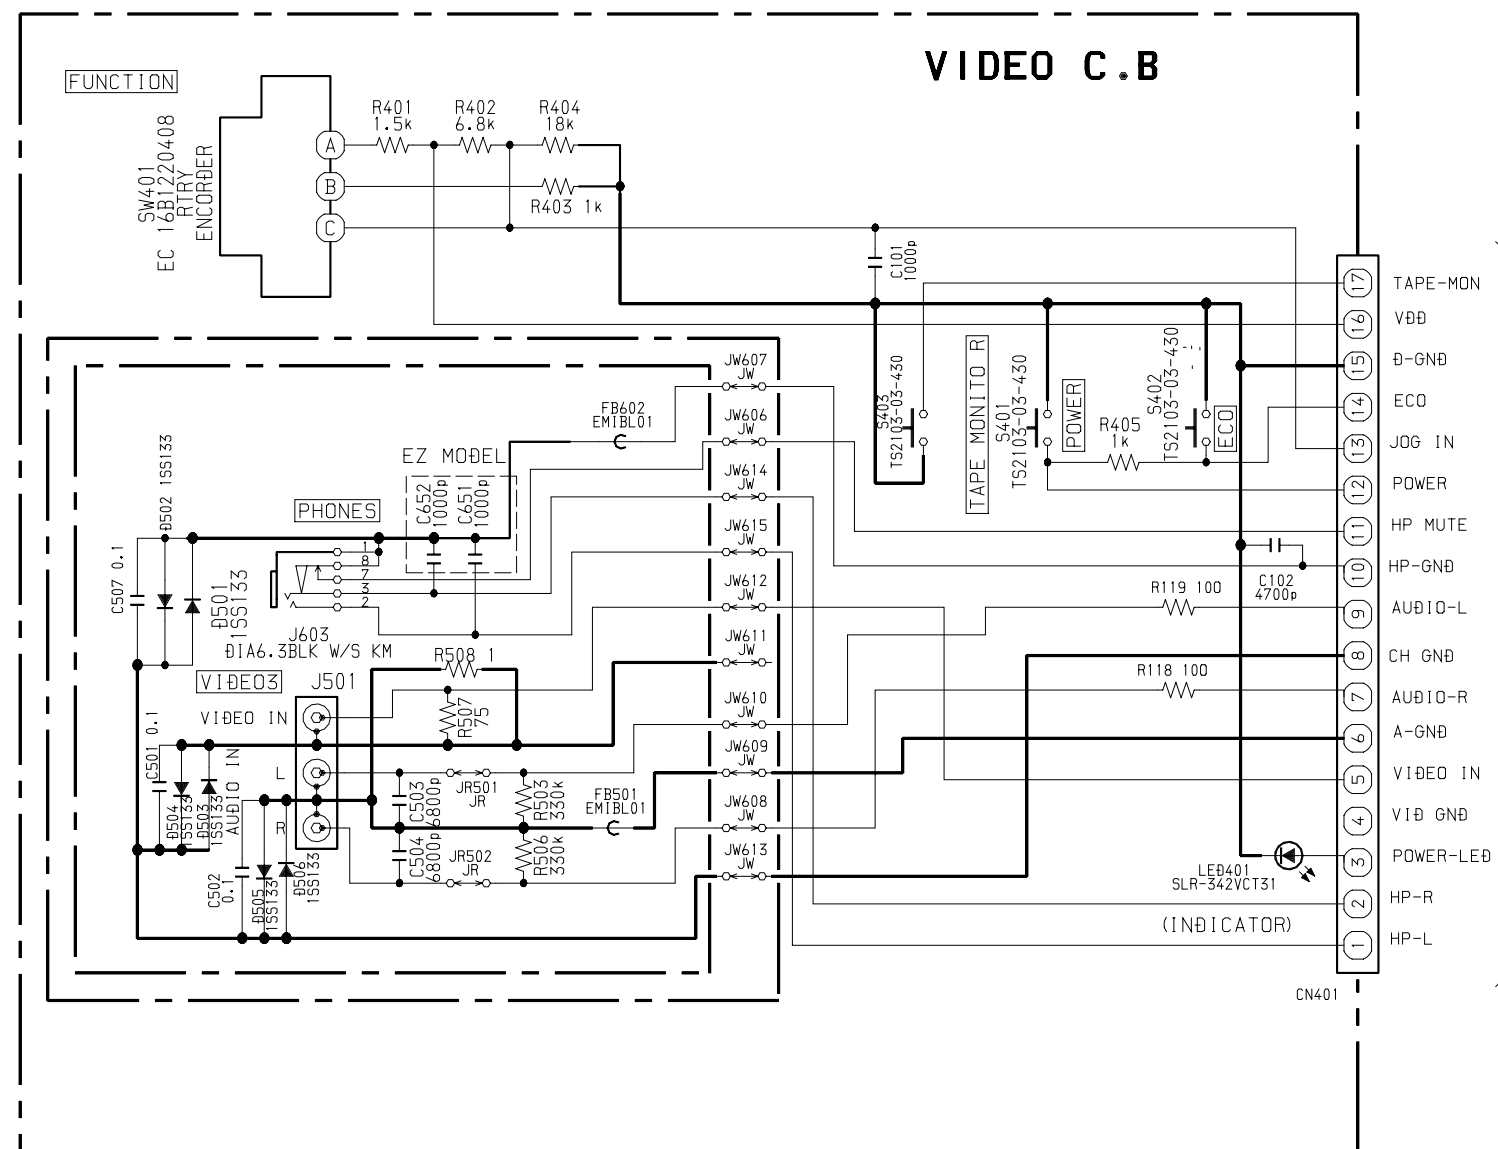 VIDEO C.B
FUNCTION
SW401
EC 16B1220408
RTRY
ENCORDER
A
B
C
R401
1.5k
R402
6.8k
R404
18k
R403 1k
C101
1000p
TAPE-MON
VDD
D-GND
ECO
JOG IN
POWER
HP MUTE
HP-GND
AUDIO-L
CH GND
AUDIO-R
A-GND
VIDEO IN
VID GND
POWER-LED
HP-R
HP-L
17
16
15
14
13
12
11
10
9
8
7
6
5
4
3
2
1
CN401
S403
TS2103-03-430
TAPE MONITO R
S401
TS2103-03-430
POWER
R405
1k
S402
TS2103-03-430
ECO
C102
4700p
R119 100
R118 100
LED401
SLR-342VCT31
(INDICATOR)
JW607
JW
JW606
JW
JW614
JW
JW615
JW
JW612
JW
JW611
JW
JW610
JW
JW609
JW
JW608
JW
JW613
JW
FB602
EMIBL01
EZ MODEL
C652
1000p
C651
1000p
PHONES
D502 1SS133
C507 0.1
D501
1SS133
1
8
7
3
2
J603
DIA6.3BLK W/S KM
VIDEO3
J501
VIDEO IN
R508 1
R507
75
C501 0.1
D504
1SS133
D503
1SS133
AUDIO IN
L
R
C503
6800p
C504
6800p
JR501
JR
JR502
JR
R503
330k
R506
330k
FB501
EMIBL01
C502
0.1
D505
1SS133
D506
1SS133